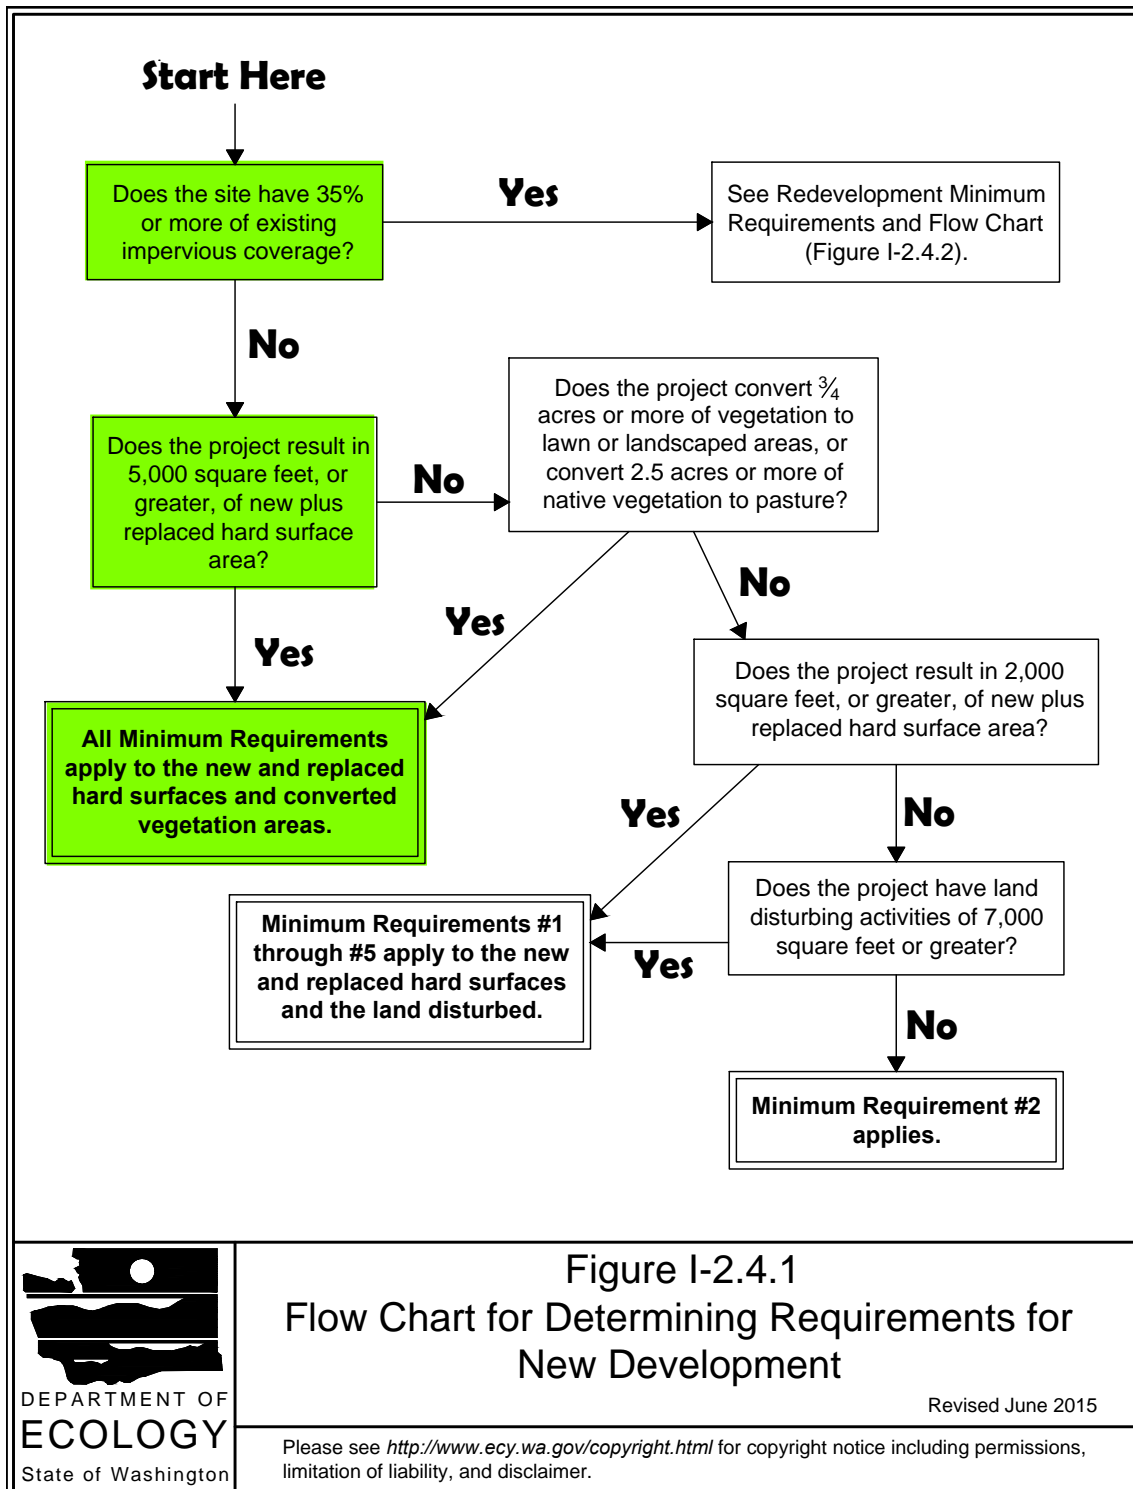 Start Here
Does the site have 35%
or more of existing
impervious coverage?
Yes
See Redevelopment Minimum
Requirements and Flow Chart
(Figure I-2.4.2).
No
Does the project result in
5,000 square feet, or
greater, of new plus
replaced hard surface
area?
No
Does the project convert ¾
acres or more of vegetation to
lawn or landscaped areas, or
convert 2.5 acres or more of
native vegetation to pasture?
Yes
Yes
No
All Minimum Requirements
apply to the new and replaced
hard surfaces and converted
vegetation areas.
Does the project result in 2,000
square feet, or greater, of new plus
replaced hard surface area?
Yes
No
Minimum Requirements #1
through #5 apply to the new
and replaced hard surfaces
and the land disturbed.
Yes
Does the project have land
disturbing activities of 7,000
square feet or greater?
No
Minimum Requirement #2
applies.
DEPARTMENT OF
ECOLOGY
State of Washington
Figure I-2.4.1
Flow Chart for Determining Requirements for
New Development
Revised June 2015
Please see http://www.ecy.wa.gov/copyright.html for copyright notice including permissions,
limitation of liability, and disclaimer.